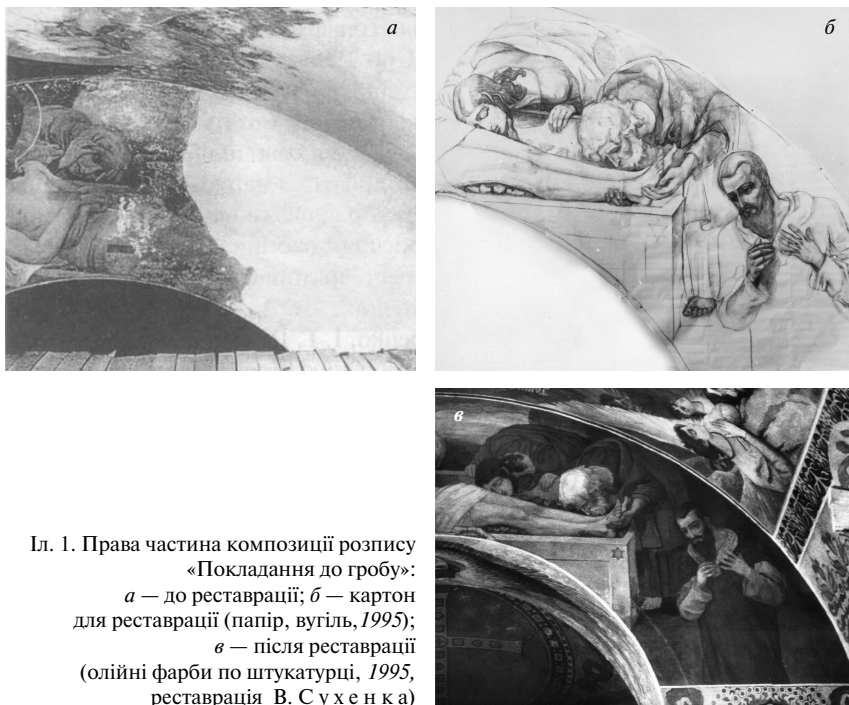 а
б
в
Іл. 1. Права частина композиції розпису
«Покладання до гробу»:
а — до реставрації; б — картон
для реставрації (папір, вугіль,1995);
в — після реставрації
(олійні фарби по штукатурці, 1995,
реставрація В. С у х е н к а)